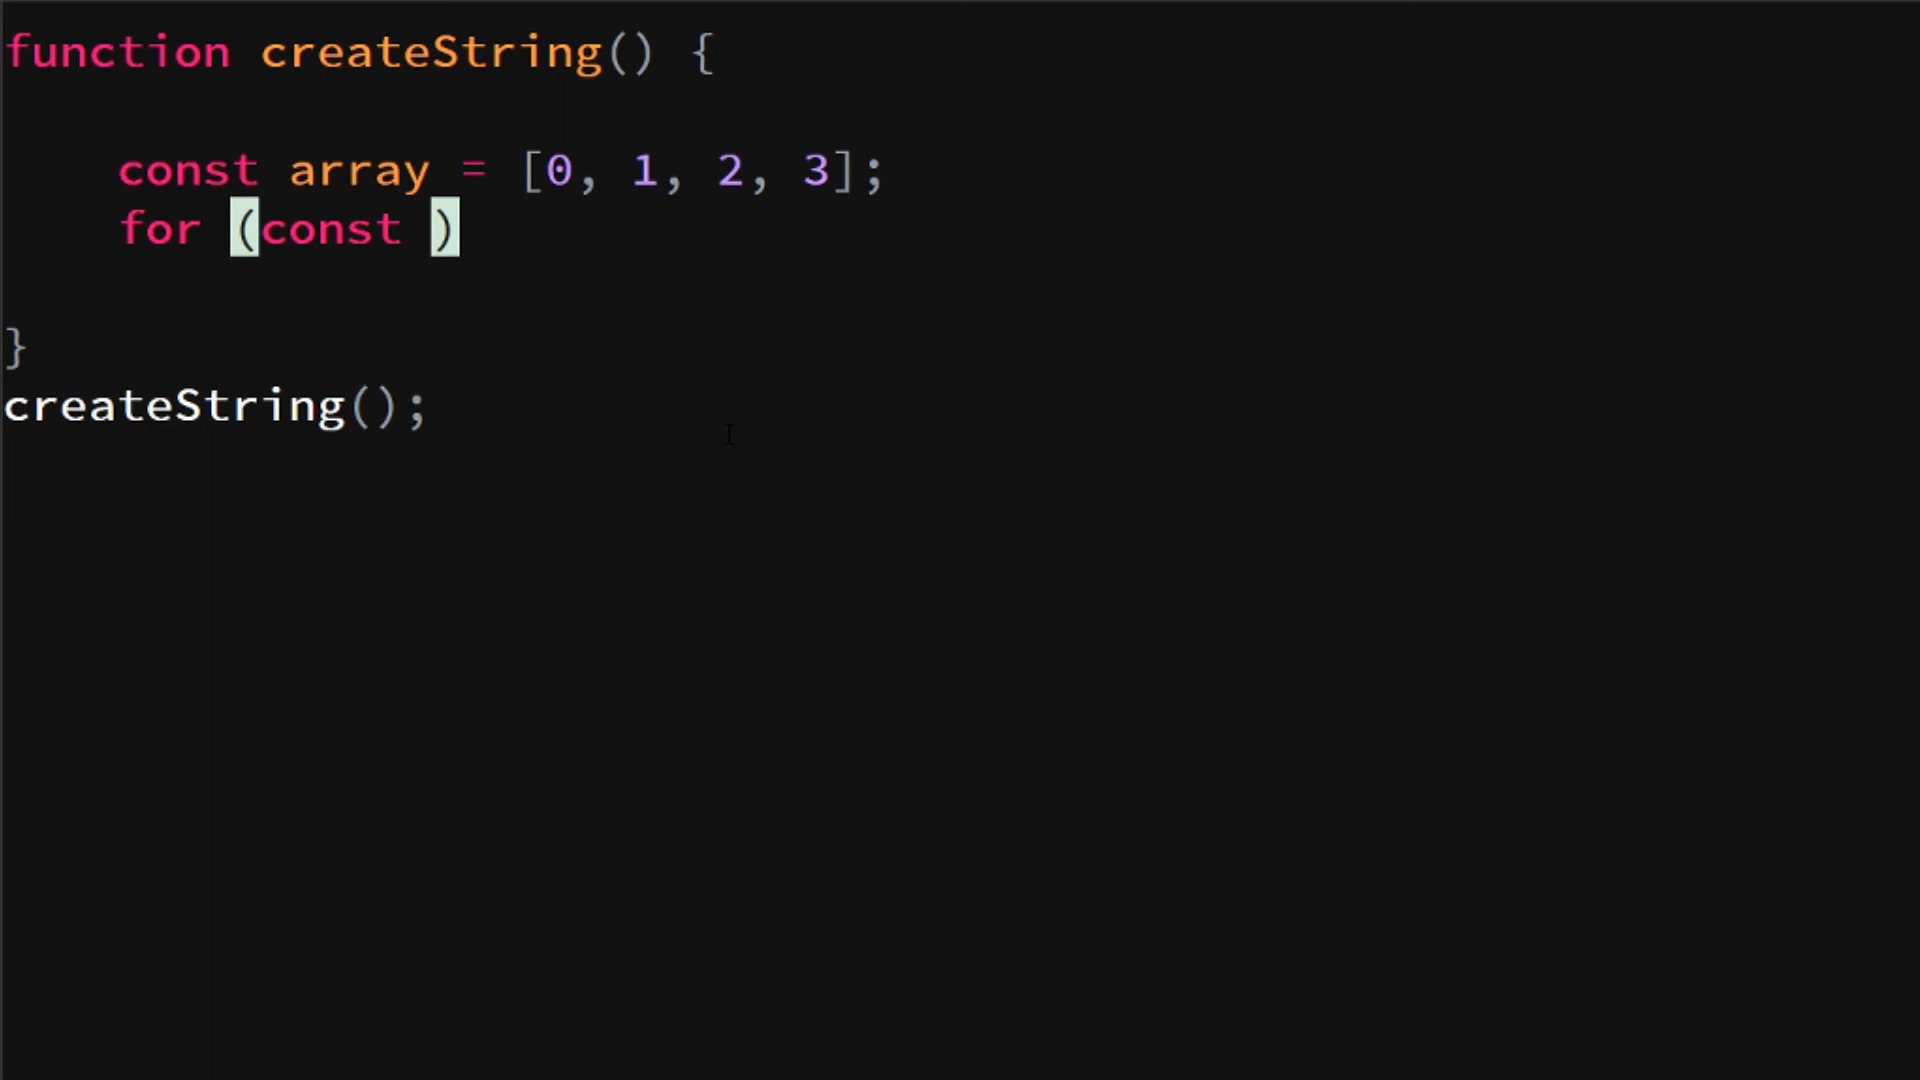 function createString() {
    const array = [0, 1, 2, 3];
    for (const )
}
createString();